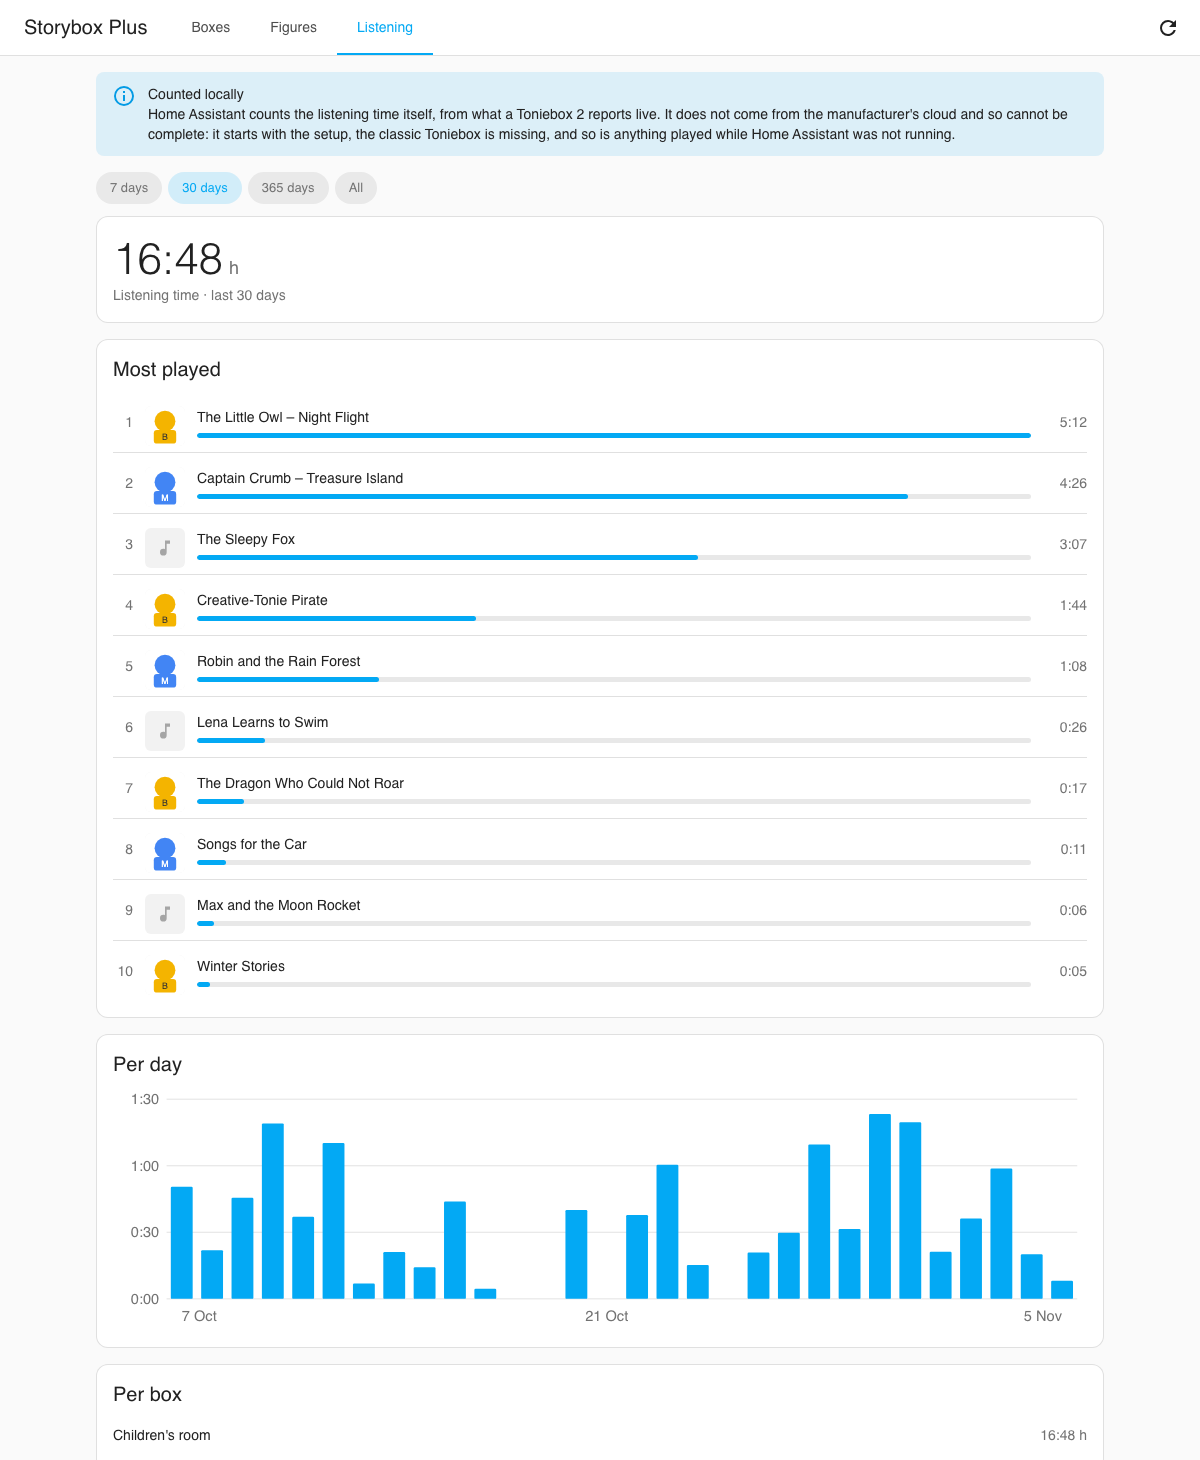 Storybox Plus
Boxes
Figures
Listening
Counted locally
Home Assistant counts the listening time itself, from what a Toniebox 2 reports live. It does not come from the manufacturer's cloud and so cannot be
complete: it starts with the setup, the classic Toniebox is missing, and so is anything played while Home Assistant was not running.
7 days
30 days
365 days
All
16:48 h
Listening time · last 30 days
Most played
1
B
The Little Owl – Night Flight
5:12
2
M
Captain Crumb – Treasure Island
4:26
3
The Sleepy Fox
3:07
4
B
Creative-Tonie Pirate
1:44
5
M
Robin and the Rain Forest
1:08
6
Lena Learns to Swim
0:26
7
B
The Dragon Who Could Not Roar
0:17
8
M
Songs for the Car
0:11
9
Max and the Moon Rocket
0:06
10
B
Winter Stories
0:05
Per day
1:30
1:00
0:30
0:00
7 Oct
21 Oct
5 Nov
Per box
Children's room
16:48 h